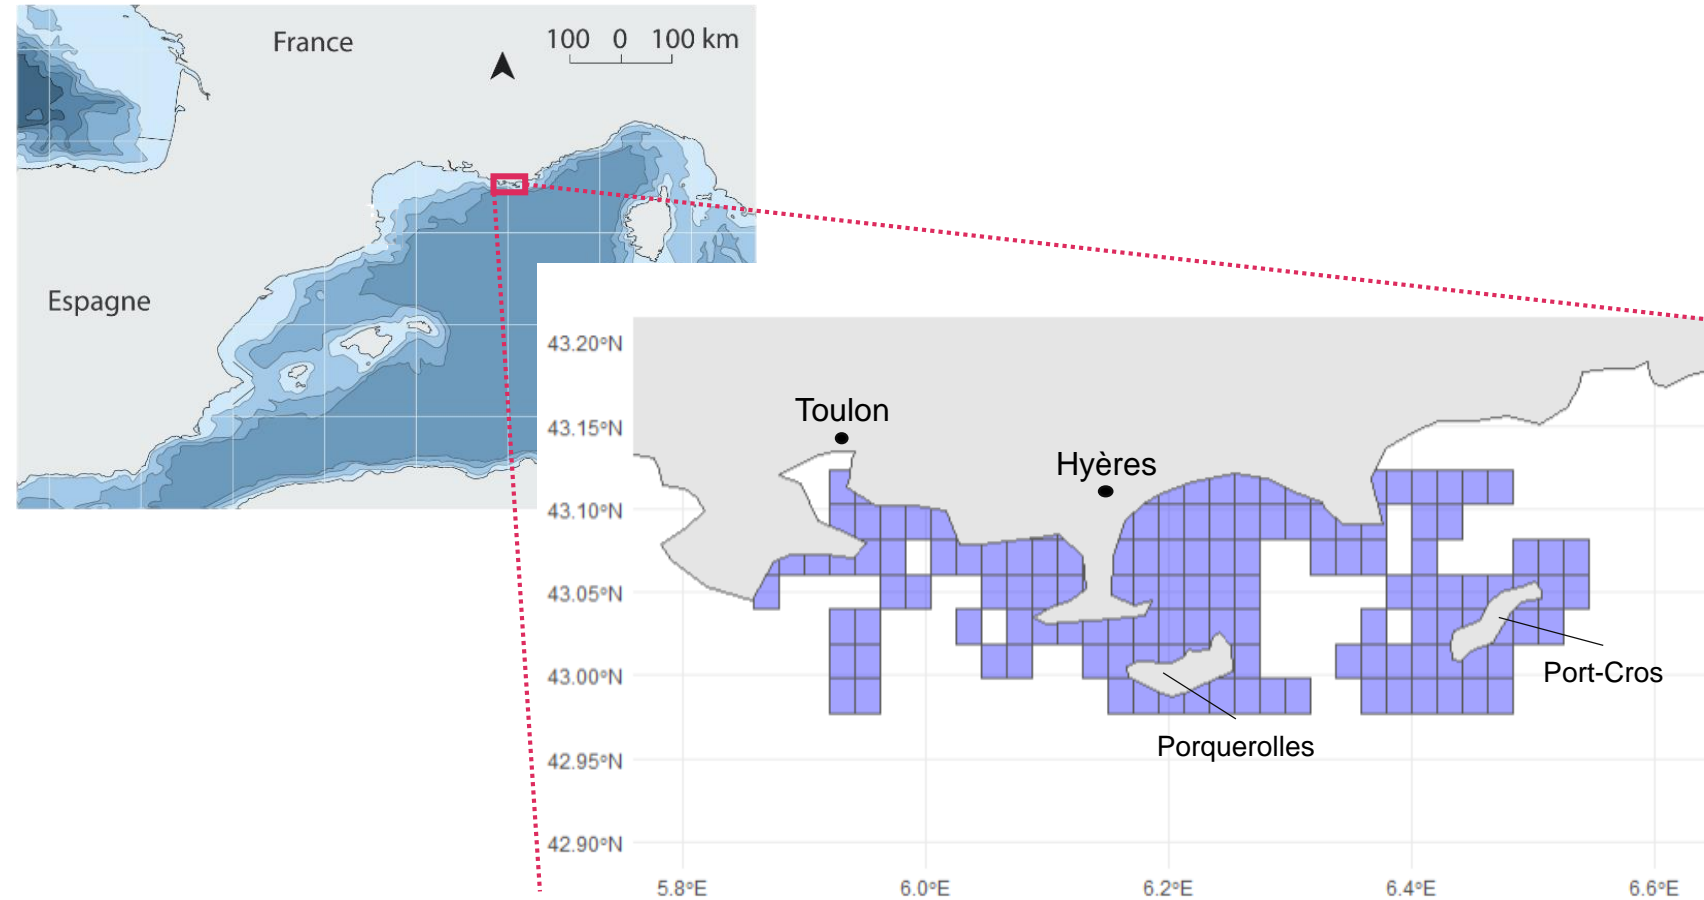 France
100 0 100 km
Espagne
43.20°N
Toulon
43.15°N
Hyères
43.10°N
43.05°N
43.00°N
Port-Cros
Porquerolles
42.95°N
42.90°N
5.8°E 6.0°E 6.2°E 6.4°E 6.6°E